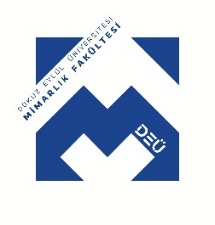 DOKUZ EYLÜL ÜNİVERSİTESİ
MİMARLIK FAKÜLTESİ
DEÜ